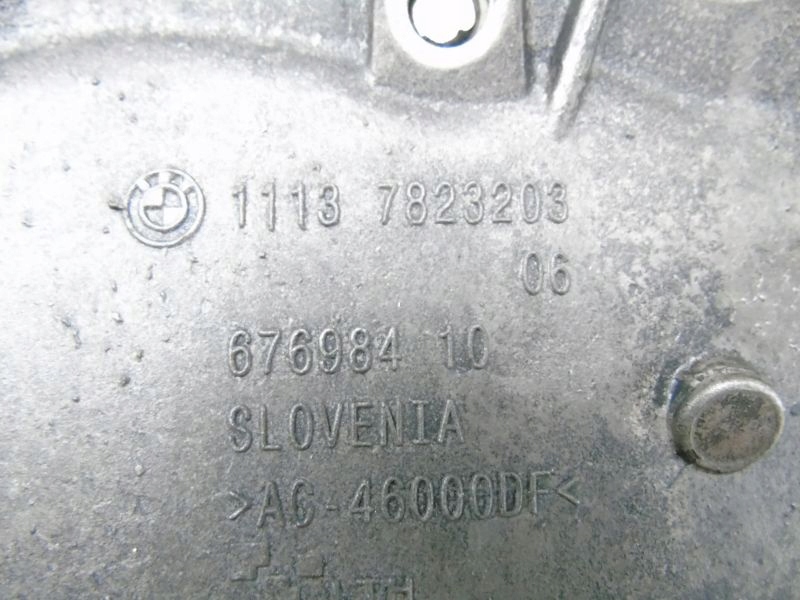 1113 7823203
06
676984 10
SLOVENIA
>AC-46000DF<